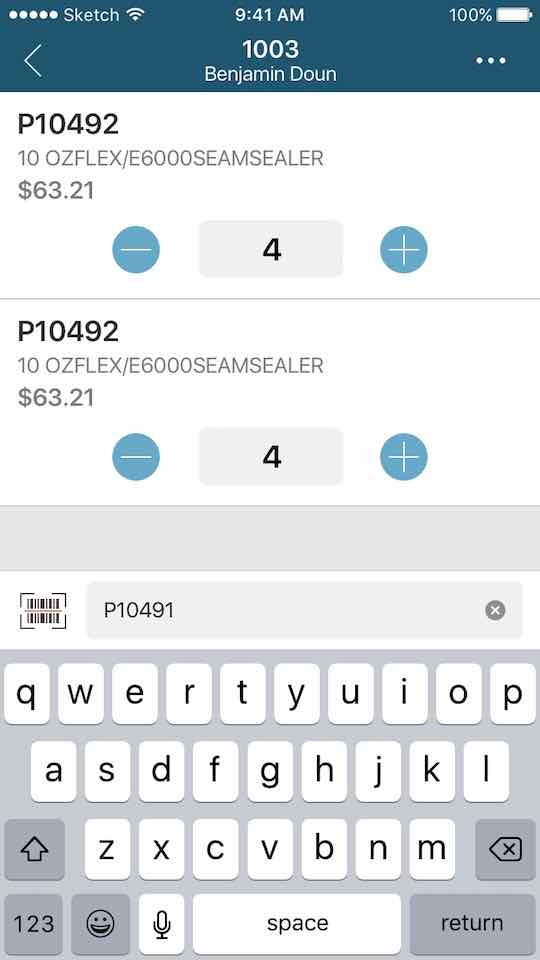 Sketch 9:41 AM 100%
1003
Benjamin Doun
P10492
10 OZFLEX/E6000SEAMSEALER
$63.21
4
P10492
10 OZFLEX/E6000SEAMSEALER
$63.21
4
P10491
q w e r t y u i o p
a s d f g h j k l
z x c v b n m
123 space return